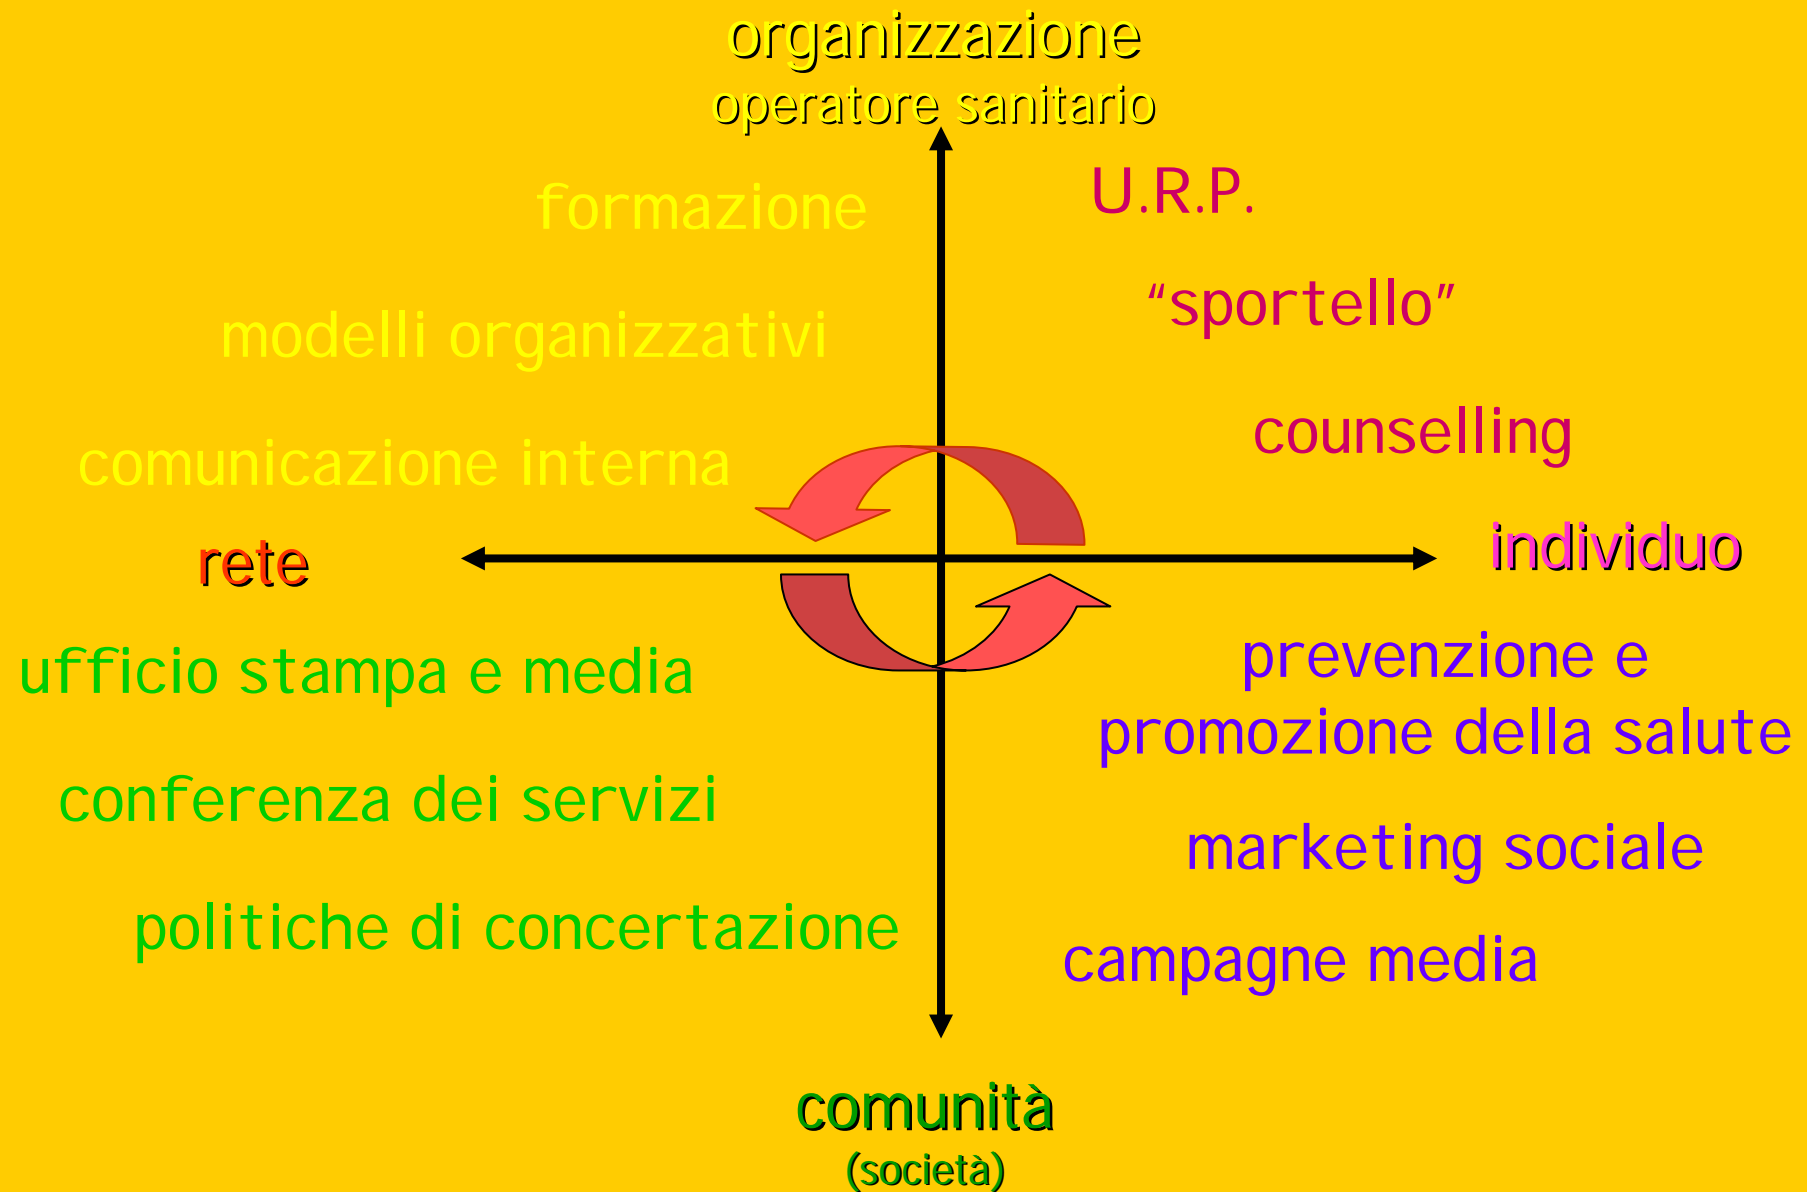 organizzazione
operatore sanitario
formazione
modelli organizzativi
comunicazione interna
U.R.P.
“sportello”
counselling
rete
individuo
ufficio stampa e media
conferenza dei servizi
politiche di concertazione
prevenzione e
promozione della salute
marketing sociale
campagne media
comunità
(società)